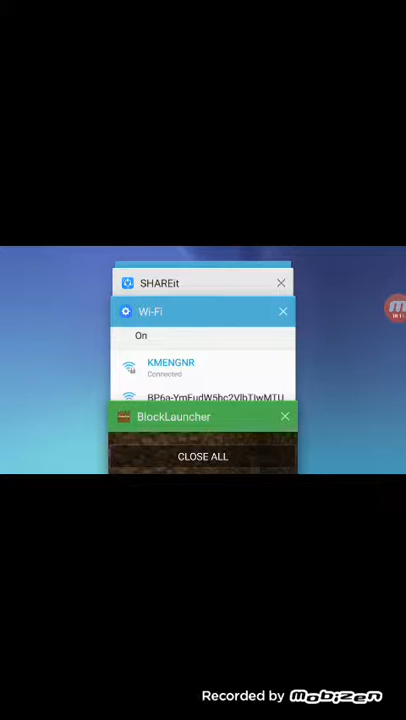 SHAREit
Wi-Fi
On
KMENGNR
Connected
BlockLauncher
CLOSE ALL
Recorded by MOBIZEN